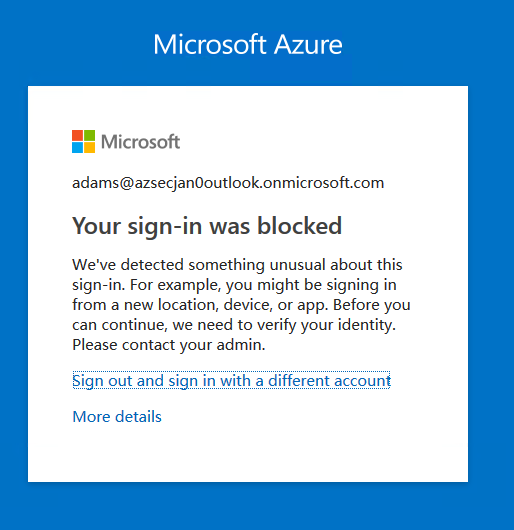 Microsoft Azure
Microsoft
adams@azsecjan0outlook.onmicrosoft.com
Your sign-in was blocked
We've detected something unusual about this
sign-in. For example, you might be signing in
from a new location, device, or app. Before you
can continue, we need to verify your identity.
Please contact your admin.
Sign out and sign in with a different account
More details